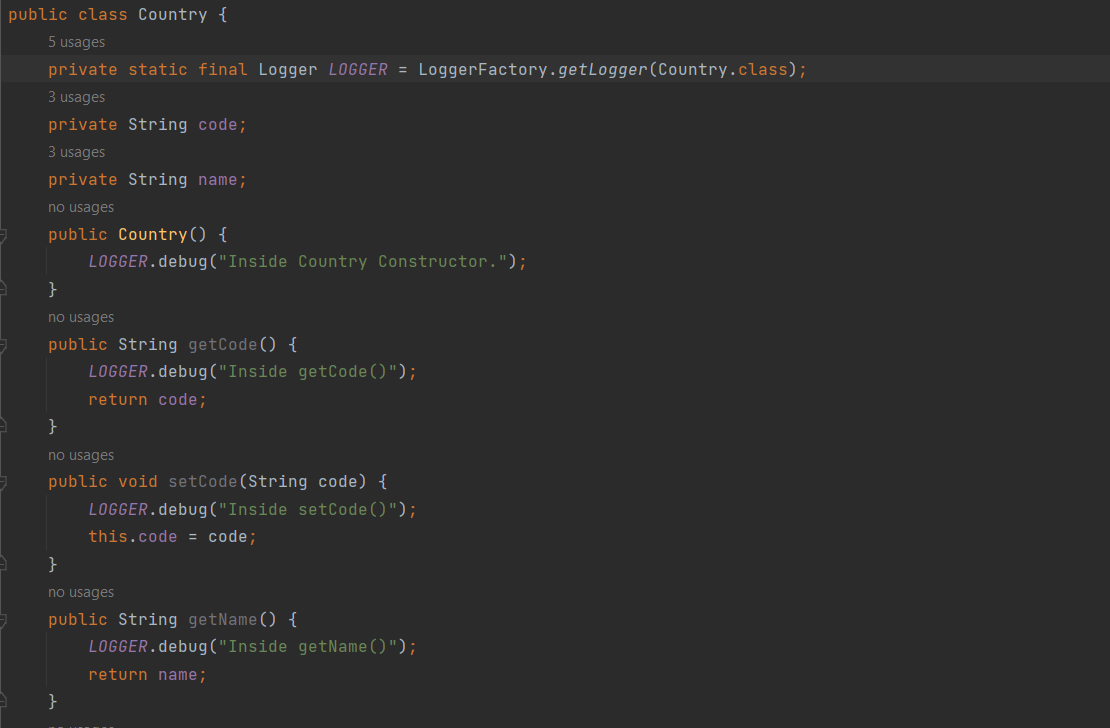 public class Country {
5 usages
private static final Logger LOGGER = LoggerFactory.getLogger(Country.class);
3 usages
private String code;
3 usages
private String name;
no usages
public Country() {
LOGGER.debug("Inside Country Constructor.");
}
no usages
public String getCode() {
LOGGER.debug("Inside getCode()");
return code;
}
no usages
public void setCode(String code) {
LOGGER.debug("Inside setCode()");
this.code = code;
}
no usages
public String getName() {
LOGGER.debug("Inside getName()");
return name;
}